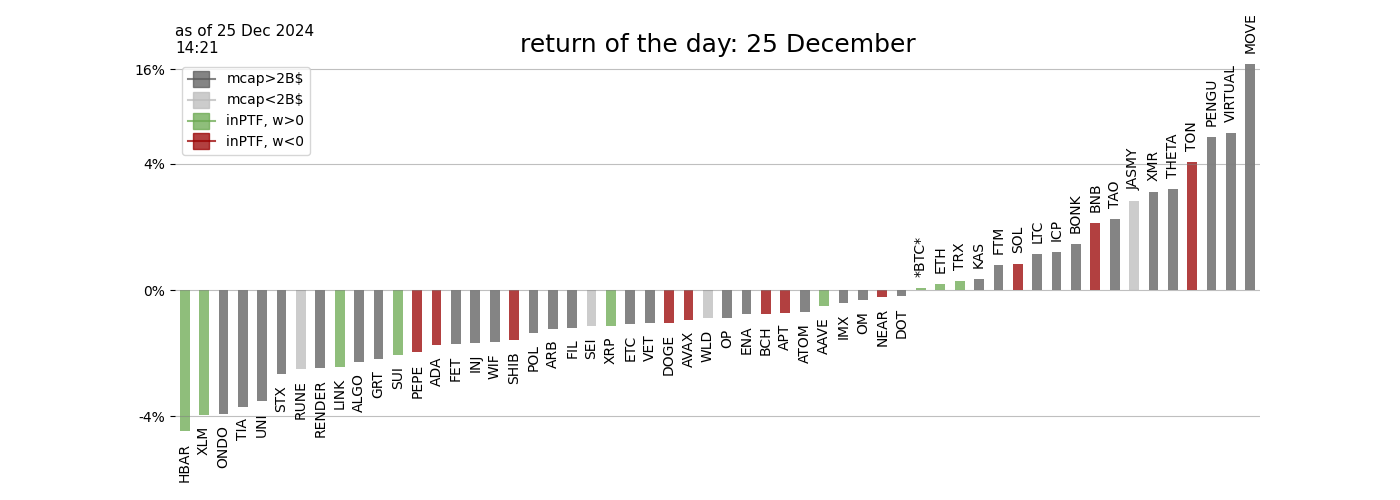 as of 25 Dec 2024
14:21
return of the day: 25 December
16%
4%
0%
-4%
mcap>2B$
mcap<2B$
inPTF, w>0
inPTF, w<0
HBAR
XLM
ONDO
TIA
UNI
STX
RUNE
RENDER
LINK
ALGO
GRT
SUI
PEPE
ADA
FET
INJ
WIF
SHIB
POL
ARB
FIL
SEI
XRP
ETC
VET
DOGE
AVAX
WLD
OP
ENA
BCH
APT
ATOM
AAVE
IMX
OM
NEAR
DOT
*BTC*
ETH
TRX
KAS
FTM
SOL
LTC
ICP
BONK
BNB
TAO
JASMY
XMR
THETA
TON
PENGU
VIRTUAL
MOVE